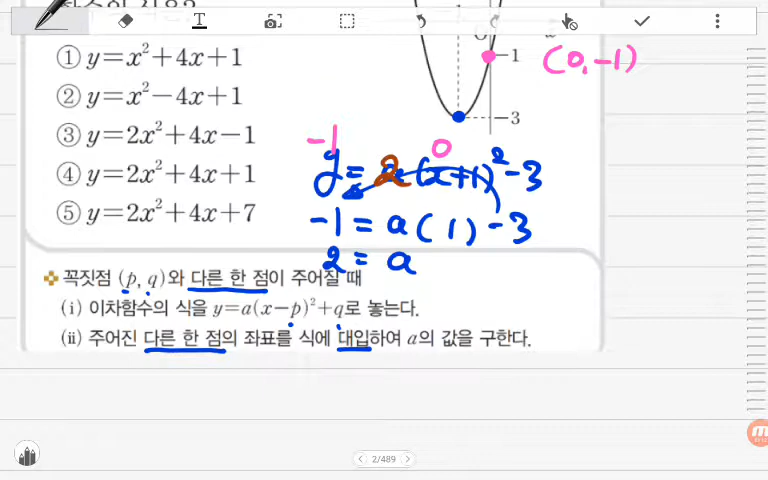 ① y=x²+4x+1
② y=x²-4x+1
③ y=2x²+4x-1
④ y=2x²+4x+1
⑤ y=2x²+4x+7
O
-1
(0,-1)
-3
-1
0
y=2(x+1)²-3
-1=a(1)-3
2=a
❖ 꼭짓점 (p, q)와 다른 한 점이 주어질 때
(ⅰ) 이차함수의 식을 y=a(x-p)²+q로 놓는다.
(ⅱ) 주어진 다른 한 점의 좌표를 식에 대입하여 a의 값을 구한다.
2/489